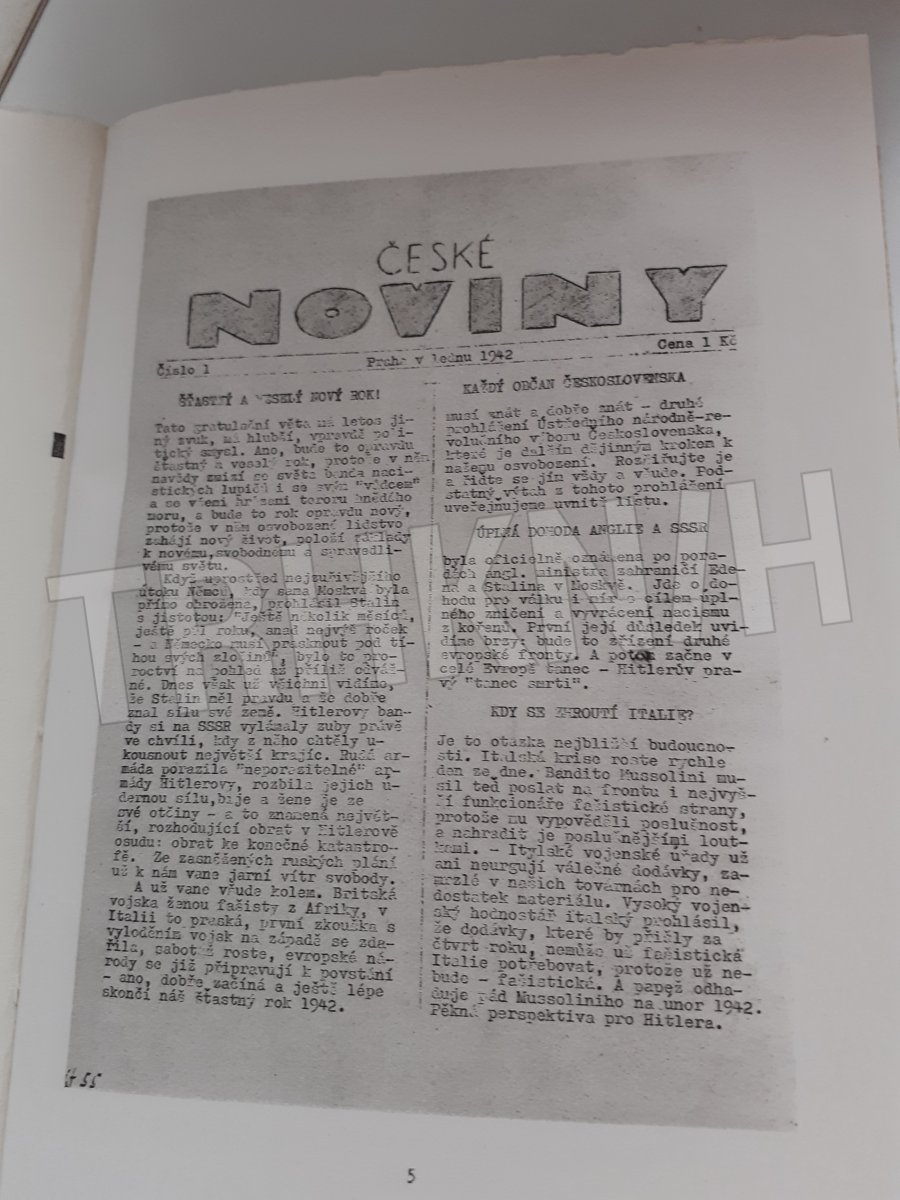 ČESKÉ
NOVINY
Číslo 1 Praha v lednu 1942 Cena 1 Kč
ŠŤASTNÝ A VESELÝ NOVÝ ROK!
Tato gratulační věta má letos ji-
ný zvuk, má hlubší, vpravdě poli-
tický smysl. Ano, bude to opravdu
šťastný a veselý rok, protože v něm
navždy zmizí se světa banda naci-
stických lupičů i se svým "vůdcem"
a se všemi hrůzami teroru hnědého
moru, a bude to rok opravdu nový,
protože v něm osvobození lidstvo
zahájí nový život, položí základy
k novému, svobodnému a spravedli-
vému světu.
Když uprostřed nejzuřivějšího
útoku Němců, kdy sama Moskva byla
přímo ohrožena, prohlásil Stalin
s jistotou: "Ještě několik měsíců,
ještě půl roku, snad nejvýš roček
- a Německo musí prasknout pod tí-
hou svých zločinů", bylo to pro-
roctví na pohled až příliš odváž-
né. Dnes však už všichni vidíme,
že Stalin měl pravdu a že dobře
znal sílu své země. Hitlerovy ban-
dy si na SSSR vylámaly zuby právě
ve chvíli, kdy z něho chtěly u-
kousnout největší krajíc. Rudá ar-
máda porazila "neporazitelné" ar-
mády Hitlerovy, rozbila jejich ú-
dernou sílu, bije a žene je ze
své otčiny - a to znamená největ-
ší, rozhodující obrat v Hitlerově
osudu: obrat ke konečné katastro-
fě. Ze zasněžených ruských plání
už k nám vane jarní vítr svobody.
A už vane všude kolem. Britská
vojska ženou fašisty z Afriky, v
Italii to praská, první zkouška s
vyloděním vojsk na západě se zda-
řila, sabotáž roste, evropské ná-
rody se již připravují k povstání
- ano, dobře začíná a ještě lépe
skončí náš šťastný rok 1942.
KAŽDÝ OBČAN ČESKOSLOVENSKA
musí znát a dobře znát - druhé
prohlášení Ústředního národně-re-
volučního výboru Československa,
které je dalším dějinným krokem k
našemu osvobození. Rozšiřujte je
a řiďte se jím vždy a všude. Pod-
statný výtah z tohoto prohlášení
uveřejňujeme uvnitř listu.
ÚPLNÁ DOHODA ANGLIE A SSSR
byla oficielně oznámena po pora-
dách angl. ministra zahraničí Ede-
na a Stalina v Moskvě. Jde o do-
hodu pro válku i mír s cílem úpl-
ného zničení a vyvrácení nacismu
z kořenů. První její důsledek uvi-
díme brzy: bude to zřízení druhé
evropské fronty. A potom začne v
celé Evropě tanec - Hitlerův pra-
vý "tanec smrti".
KDY SE ZHROUTÍ ITALIE?
Je to otázka nejbližší budoucno-
sti. Italská krise roste rychle
den ze dne. Bandito Mussolini mu-
sil teď poslat na frontu i nejvyš-
ší funkcionáře fašistické strany,
protože mu vypověděli poslušnost,
a nahradit je poslušnějšími lout-
kami. - Italské vojenské úřady už
ani neurgují válečné dodávky, za-
mrzlé v našich továrnách pro ne-
dostatek materiálu. Vysoký vojen-
ský hodnostář italský prohlásil,
že dodávky, které by přišly za
čtvrt roku, nemůže už fašistická
Italie potřebovat, protože už ne-
bude - fašistická. A papež odha-
duje pád Mussoliniho na únor 1942.
Pěkná perspektiva pro Hitlera.
55
5